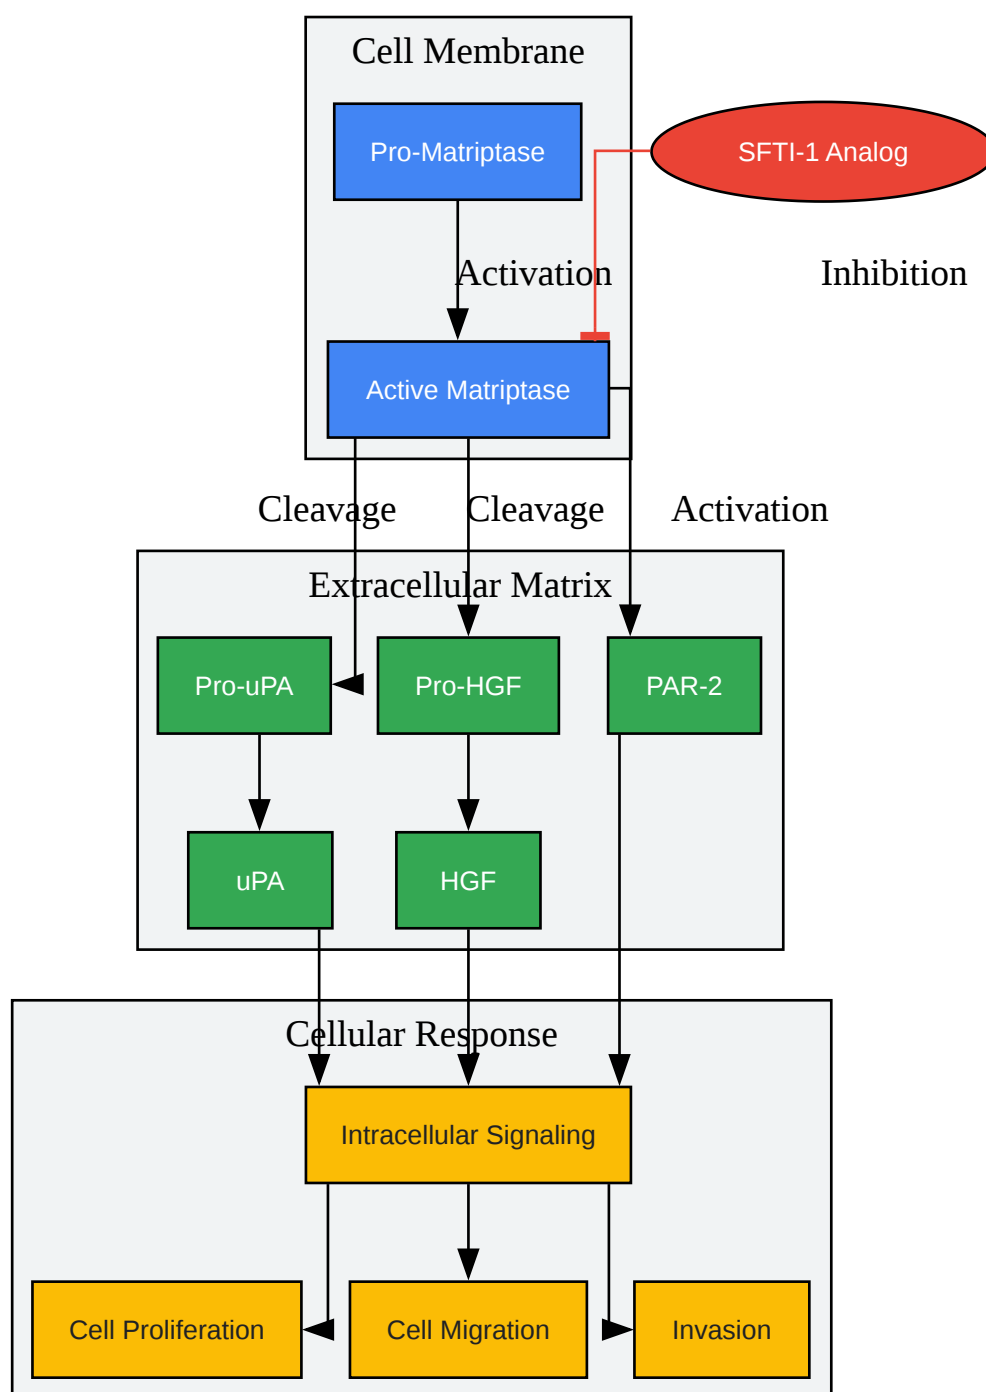 Cell Membrane
Pro-Matriptase
SFTI-1 Analog
Activation
Inhibition
Active Matriptase
Cleavage
Cleavage
Activation
Extracellular Matrix
Pro-uPA
Pro-HGF
PAR-2
uPA
HGF
Cellular Response
Intracellular Signaling
Cell Proliferation
Cell Migration
Invasion